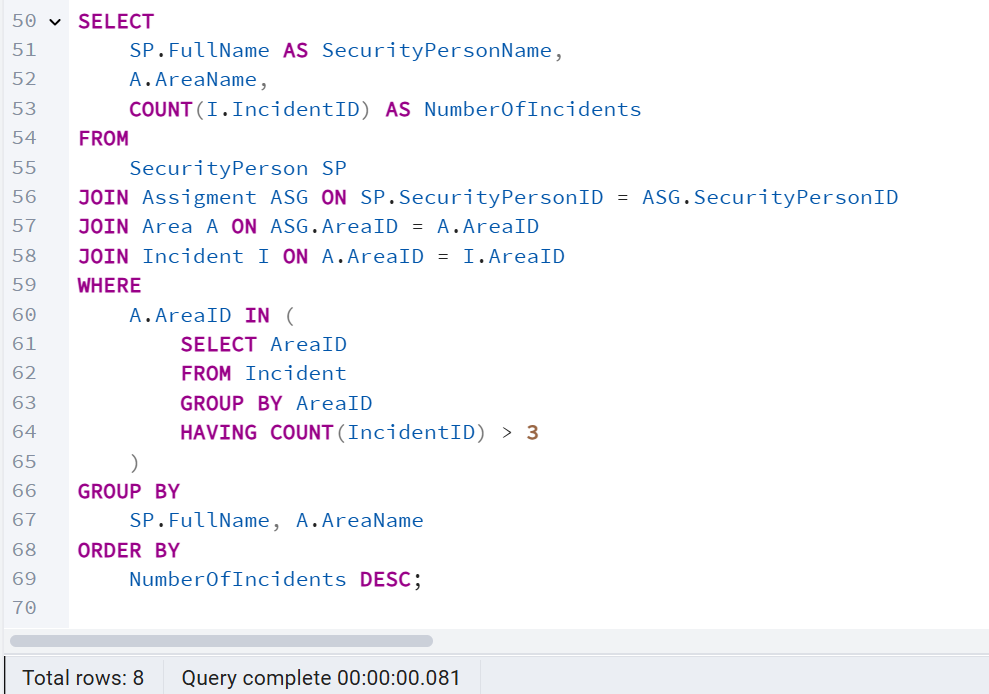 50 SELECT
51 SP.FullName AS SecurityPersonName,
52 A.AreaName,
53 COUNT(I.IncidentID) AS NumberOfIncidents
54 FROM
55 SecurityPerson SP
56 JOIN Assigment ASG ON SP.SecurityPersonID = ASG.SecurityPersonID
57 JOIN Area A ON ASG.AreaID = A.AreaID
58 JOIN Incident I ON A.AreaID = I.AreaID
59 WHERE
60 A.AreaID IN (
61 SELECT AreaID
62 FROM Incident
63 GROUP BY AreaID
64 HAVING COUNT(IncidentID) > 3
65 )
66 GROUP BY
67 SP.FullName, A.AreaName
68 ORDER BY
69 NumberOfIncidents DESC;
70
Total rows: 8 Query complete 00:00:00.081